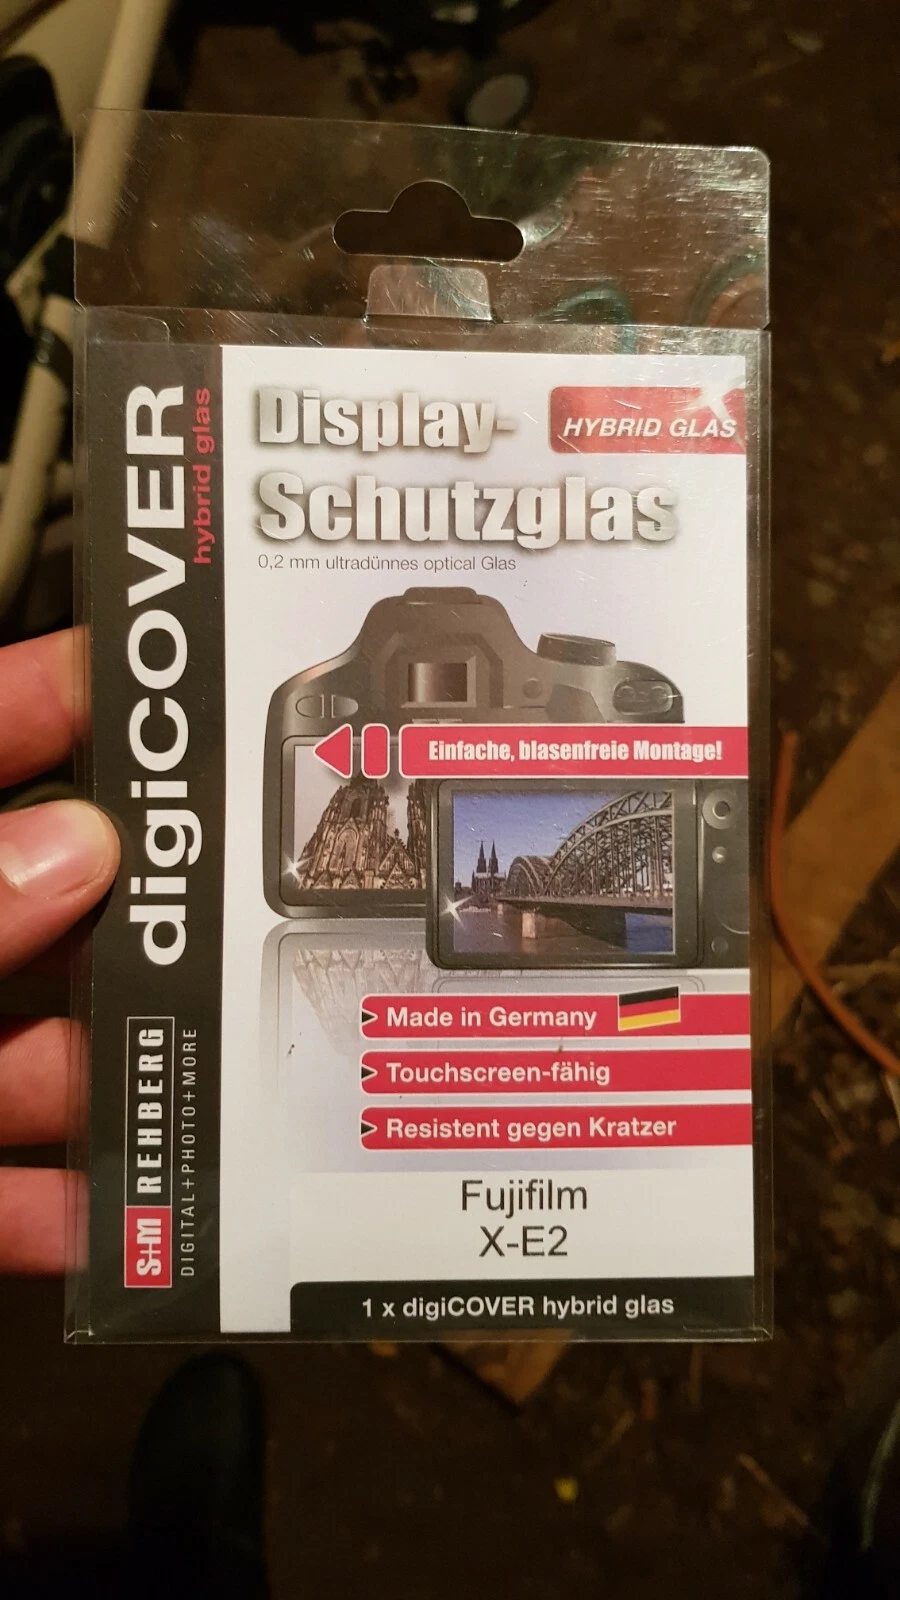 digiCOVER
hybrid glas
S+M REHBERG
DIGITAL+PHOTO+MORE
Display-
Schutzglas
HYBRID GLAS
0,2 mm ultradünnes optical Glas
Einfache, blasenfreie Montage!
Made in Germany
Touchscreen-fähig
Resistent gegen Kratzer
Fujifilm
X-E2
1 x digiCOVER hybrid glas